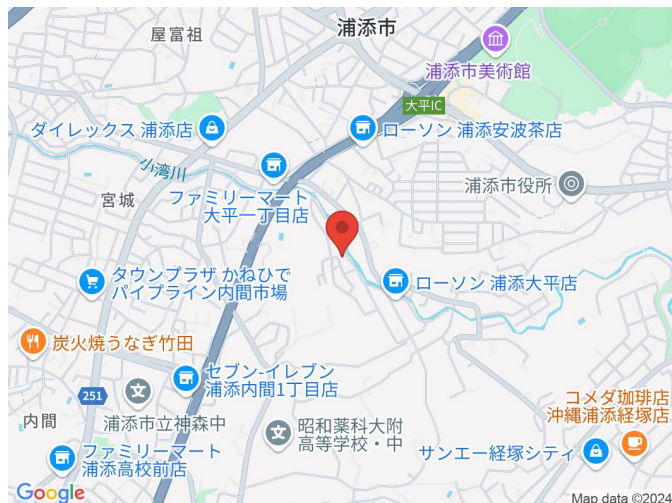 屋富祖
浦添市
浦添市美術館
大平IC
ダイレックス 浦添店
ローソン 浦添安波茶店
小湾川
宮城
ファミリーマート
大平一丁目店
浦添市役所
タウンプラザ かねひで
パイプライン内間市場
ローソン 浦添大平店
炭火焼うなぎ竹田
セブン-イレブン
浦添内間1丁目店
251
浦添市立神森中
内間
昭和薬科大附
高等学校・中
コメダ珈琲店
沖縄浦添経塚店
ファミリーマート
浦添高校前店
サンエー経塚シティ
Google
Map data ©2024